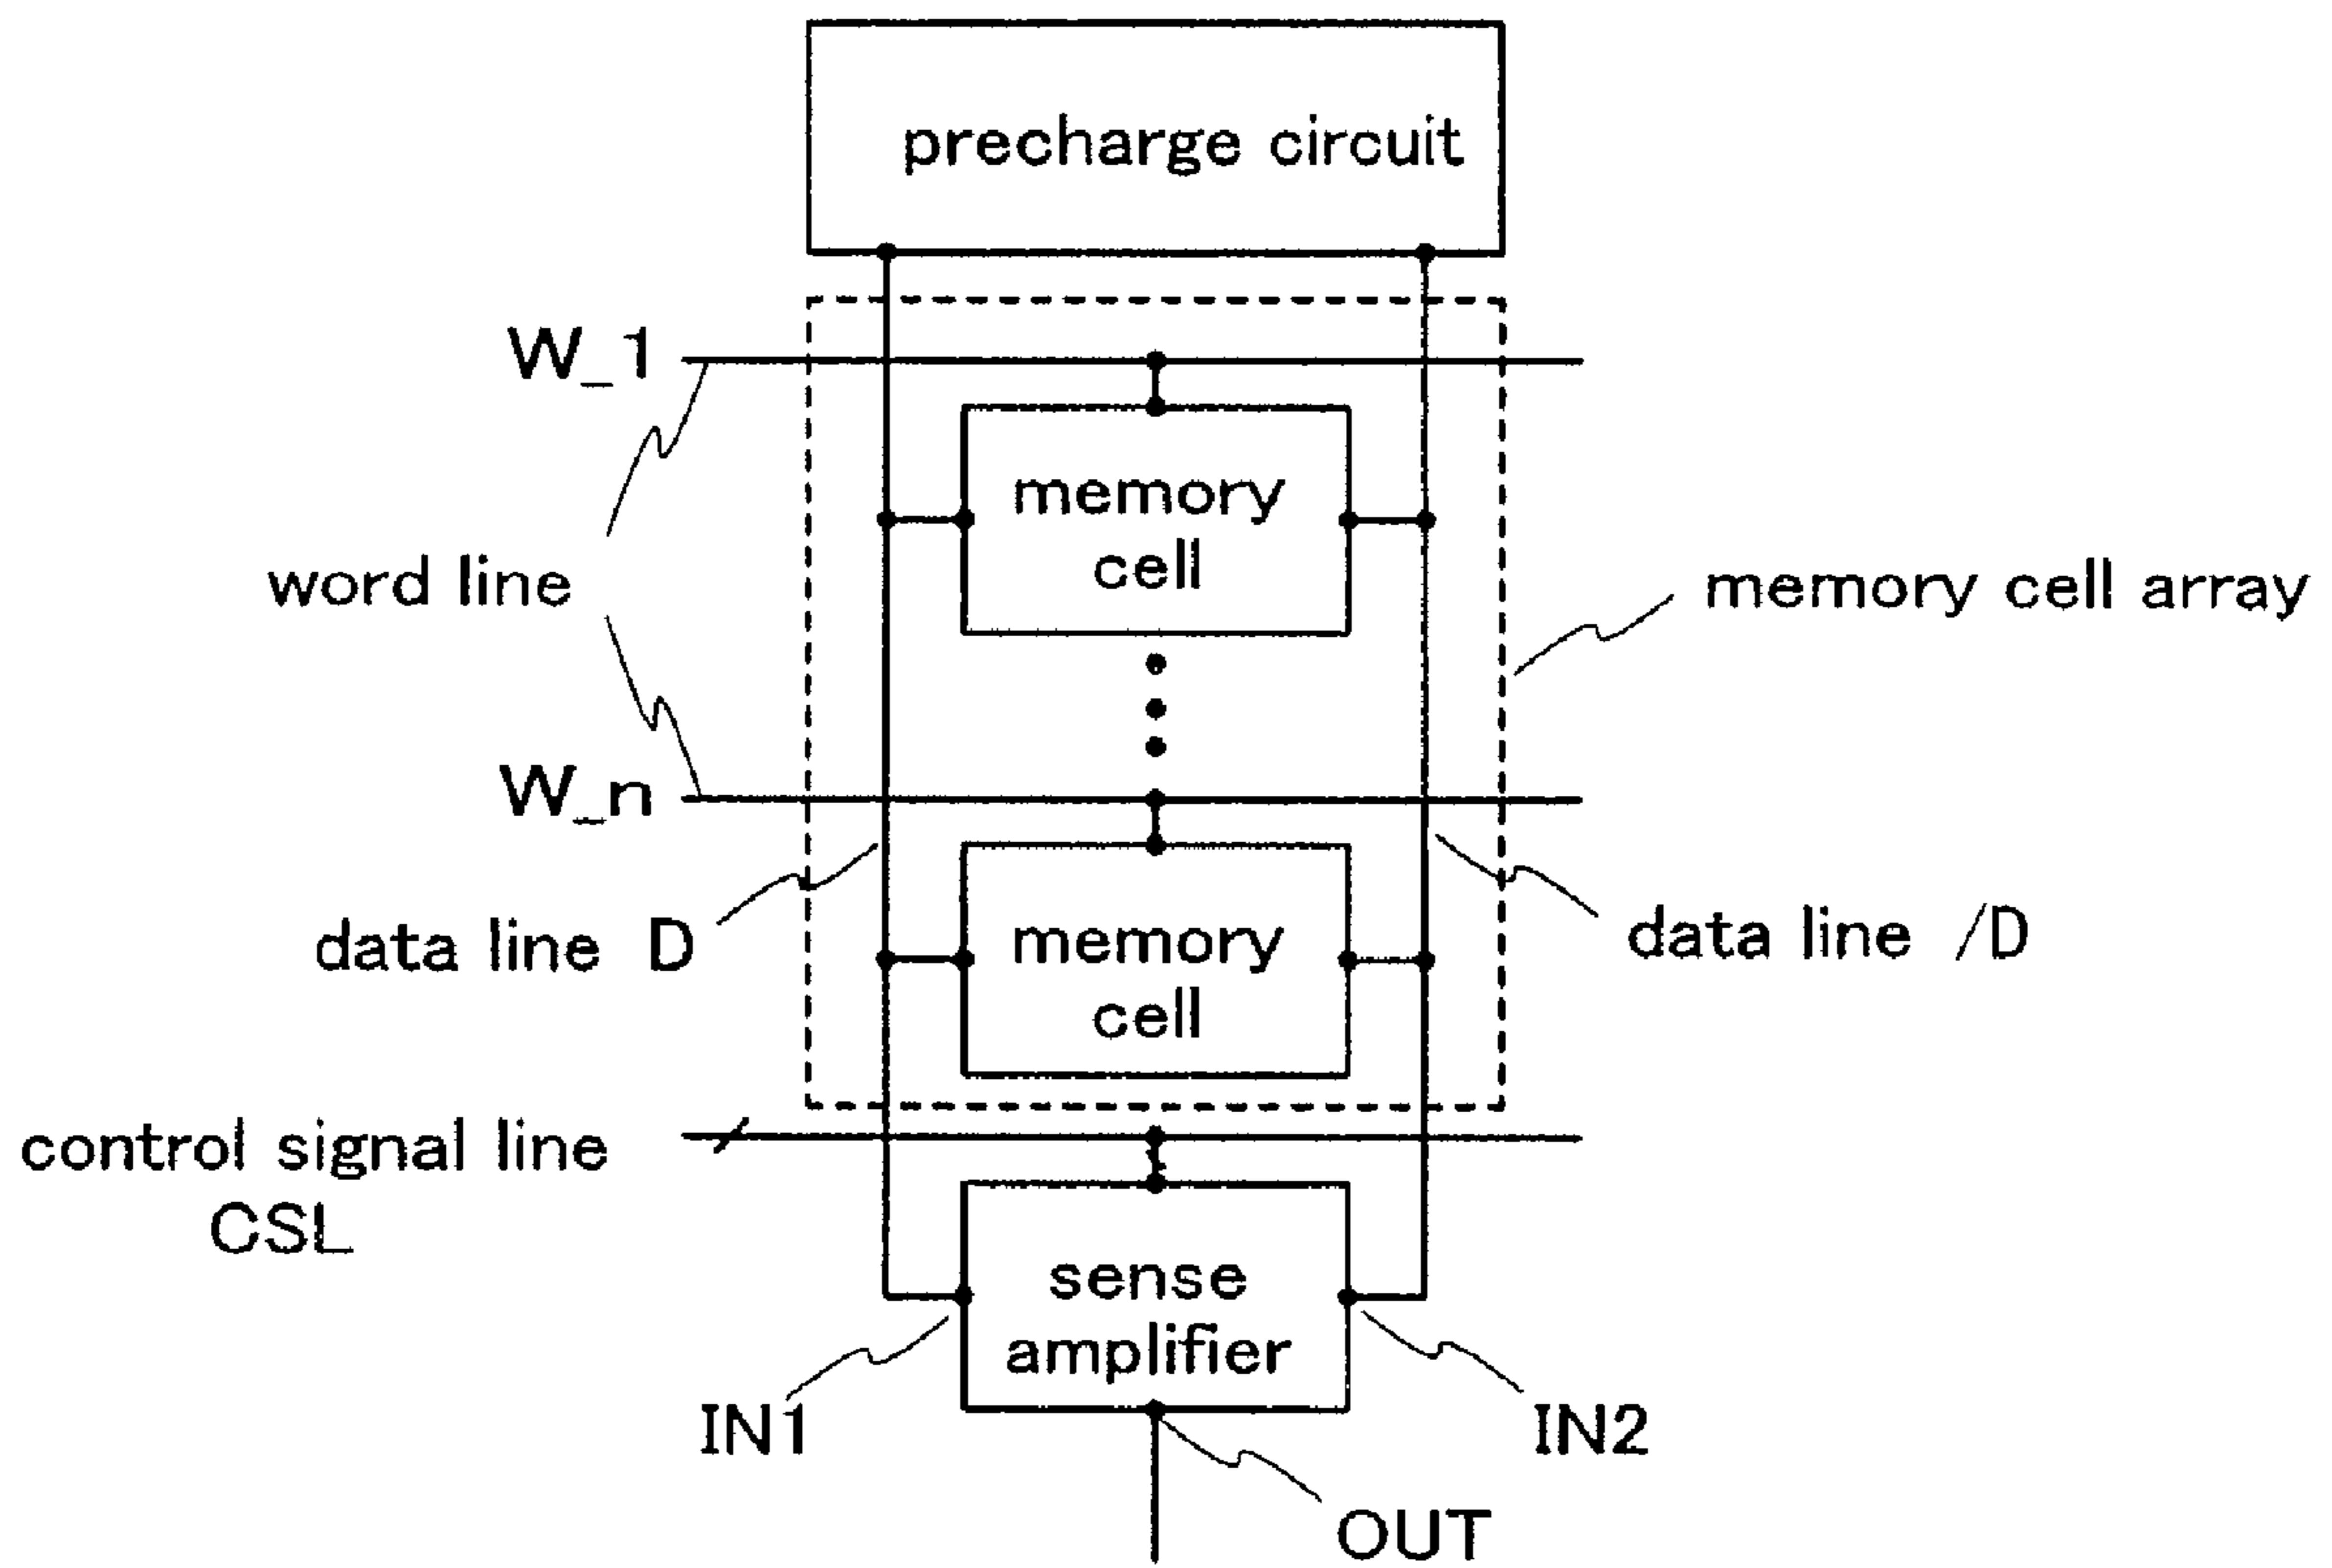 precharge circuit
W_1
memory
cell
word line
memory cell array
W_n
data line D
memory
cell
data line /D
control signal line
CSL
sense
amplifier
IN1
IN2
OUT